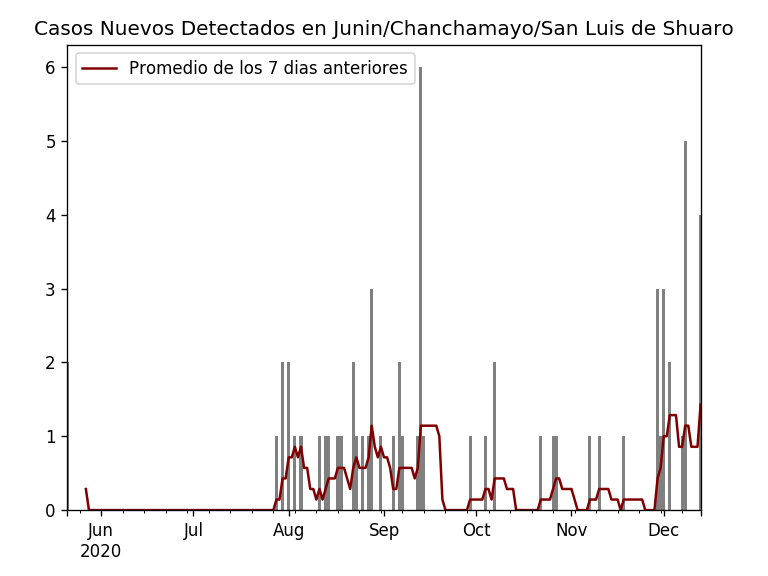 Casos Nuevos Detectados en Junin/Chanchamayo/San Luis de Shuaro
Promedio de los 7 dias anteriores
6
5
4
3
2
1
0
Jun Jul Aug Sep Oct Nov Dec
2020